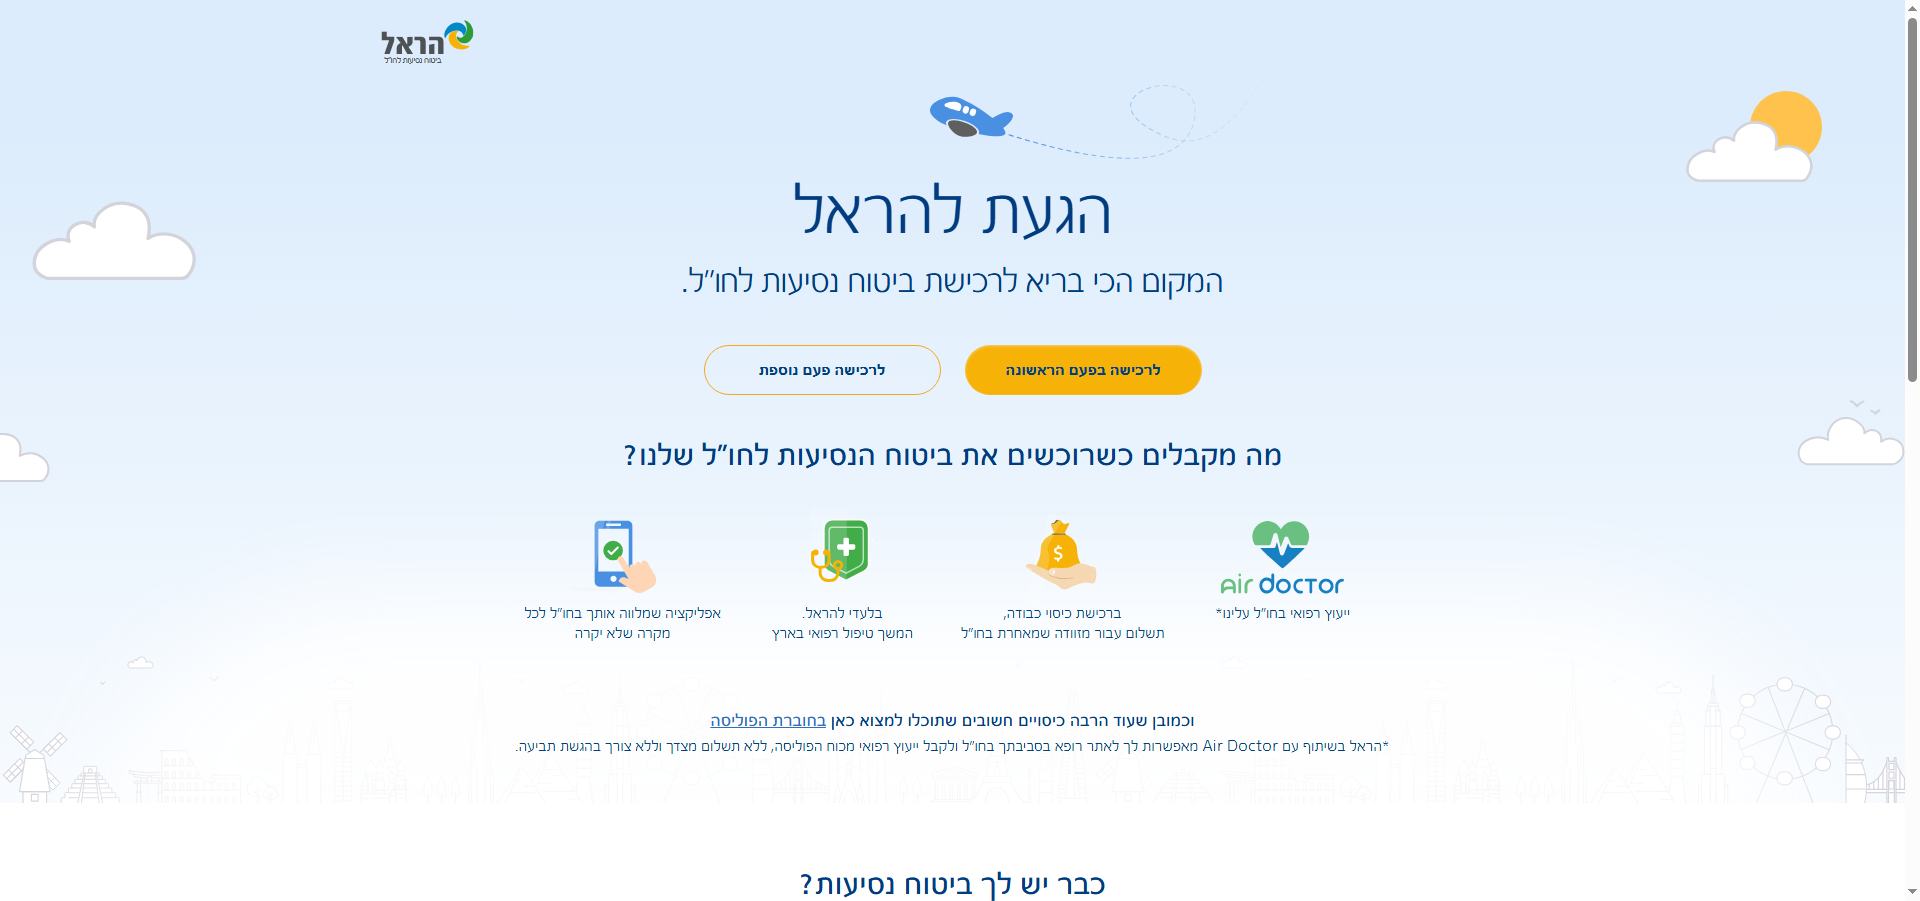 הראל
ביטוח נסיעות לחו"ל
הגעת להראל
המקום הכי בריא לרכישת ביטוח נסיעות לחו"ל.
לרכישה בפעם הראשונה
לרכישה פעם נוספת
מה מקבלים כשרוכשים את ביטוח הנסיעות לחו"ל שלנו?
Air doctor
ייעוץ רפואי בחו"ל עלינו*
ברכישת כיסוי כבודה,
תשלום עבור מזוודה שמאחרת בחו"ל
בלעדי להראל.
המשך טיפול רפואי בארץ
אפליקציה שמלווה אותך בחו"ל לכל
מקרה שלא יקרה
וכמובן שעוד הרבה כיסויים חשובים שתוכלו למצוא כאן בחוברת הפוליסה
*הראל בשיתוף עם Air Doctor מאפשרות לך לאתר רופא בסביבתך בחו"ל ולקבל ייעוץ רפואי מכוח הפוליסה, ללא תשלום מצדך וללא צורך בהגשת תביעה.
כבר יש לך ביטוח נסיעות?